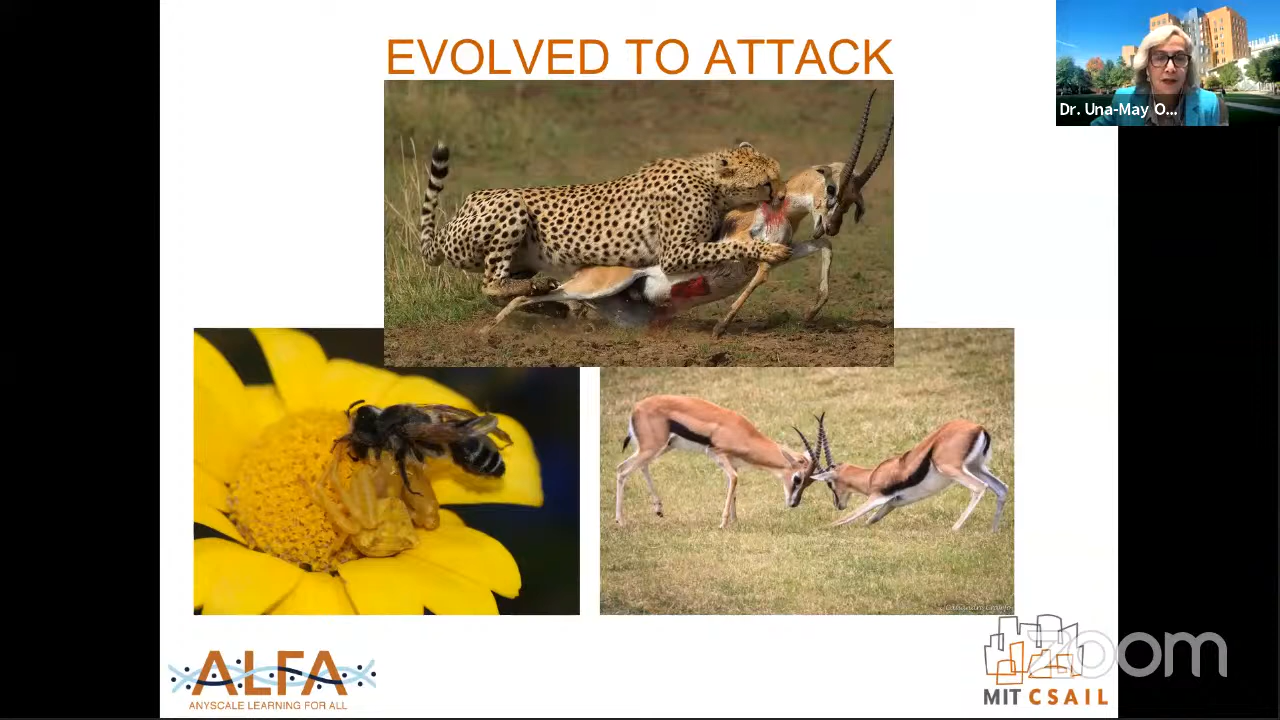 EVOLVED TO ATTACK
Dr. Una-May O...
ALFA
ANYSCALE LEARNING FOR ALL
zoom
MIT CSAIL